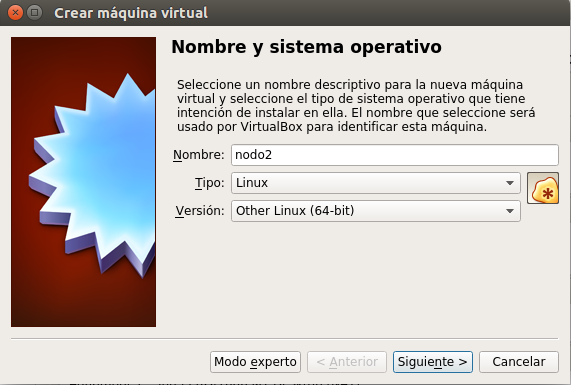 Crear máquina virtual
Nombre y sistema operativo
Seleccione un nombre descriptivo para la nueva máquina
virtual y seleccione el tipo de sistema operativo que tiene
intención de instalar en ella. El nombre que seleccione será
usado por VirtualBox para identificar esta máquina.
Nombre: nodo2
Tipo: Linux
Versión: Other Linux (64-bit)
Modo experto < Anterior Siguiente > Cancelar